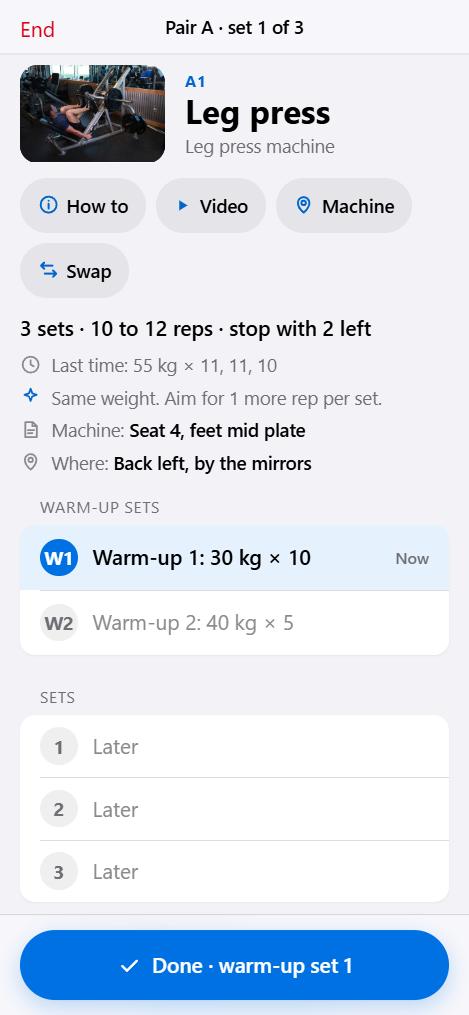 End
Pair A · set 1 of 3
A1
Leg press
Leg press machine
How to
Video
Machine
Swap
3 sets · 10 to 12 reps · stop with 2 left
Last time: 55 kg × 11, 11, 10
Same weight. Aim for 1 more rep per set.
Machine: Seat 4, feet mid plate
Where: Back left, by the mirrors
WARM-UP SETS
W1 Warm-up 1: 30 kg × 10 Now
W2 Warm-up 2: 40 kg × 5
SETS
1 Later
2 Later
3 Later
Done · warm-up set 1